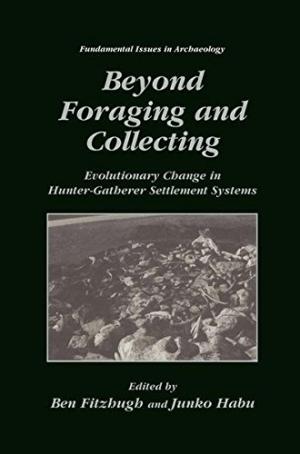 Fundamental Issues in Archaeology
Beyond
Foraging and
Collecting
Evolutionary Change in
Hunter-Gatherer Settlement Systems
Edited by
Ben Fitzhugh and Junko Habu